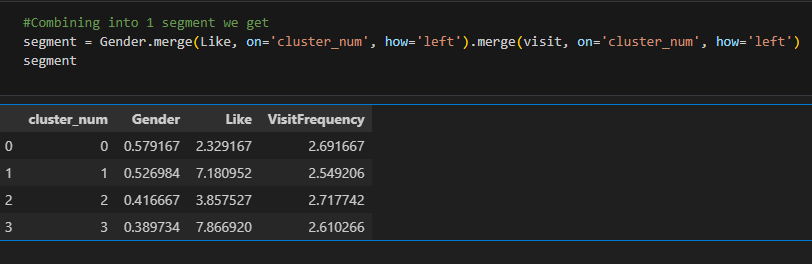 #Combining into 1 segment we get
segment = Gender.merge(Like, on='cluster_num', how='left').merge(visit, on='cluster_num', how='left')
segment
cluster_num Gender Like VisitFrequency
0 0 0.579167 2.329167 2.691667
1 1 0.526984 7.180952 2.549206
2 2 0.416667 3.857527 2.717742
3 3 0.389734 7.866920 2.610266